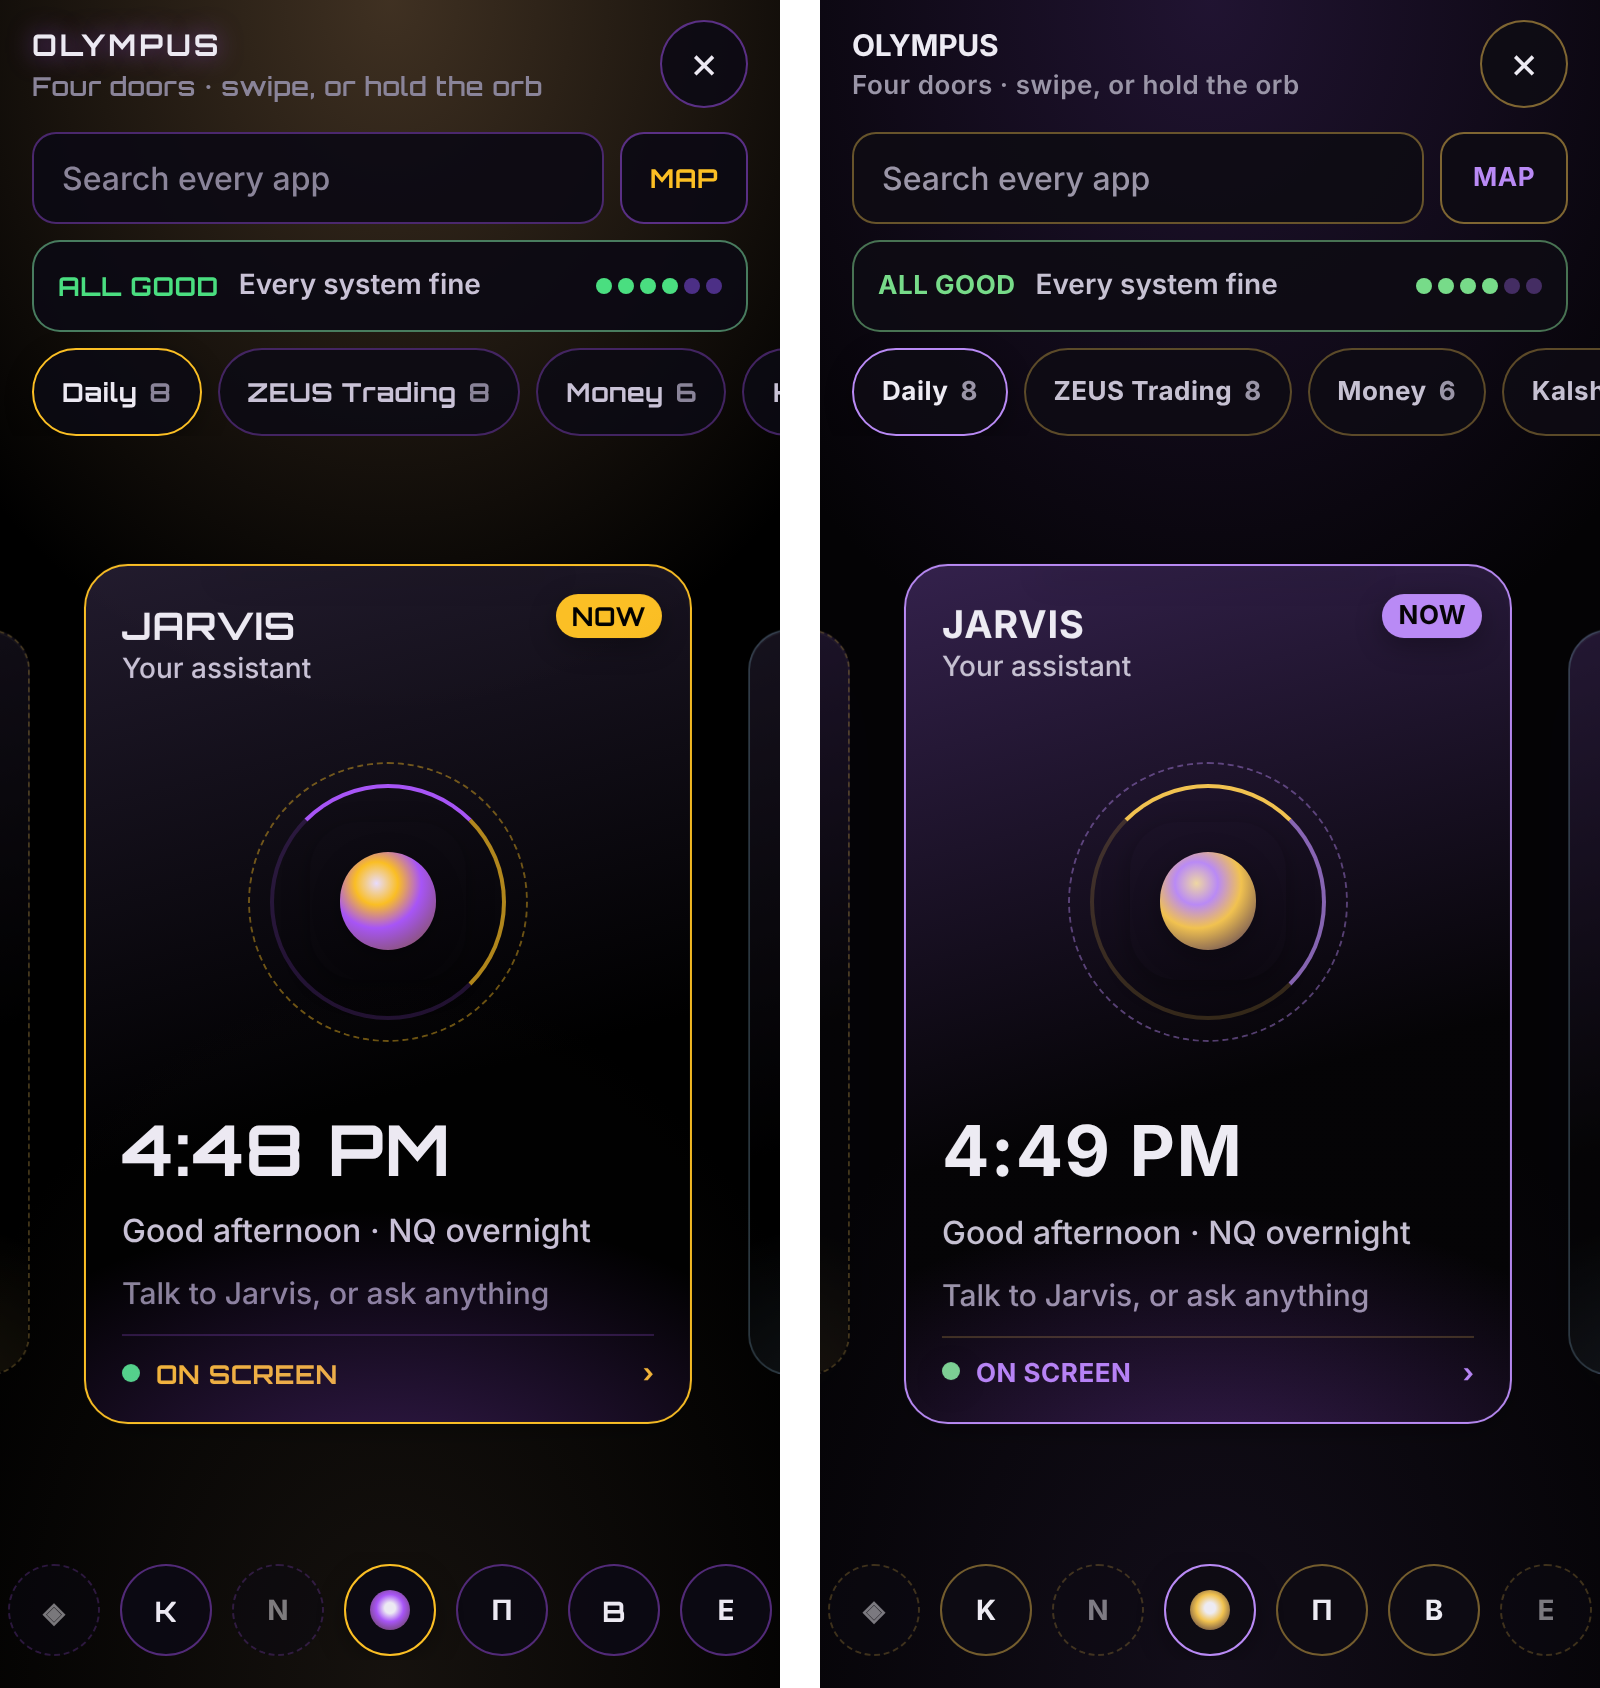 OLYMPUS
Four doors · swipe, or hold the orb
×
Search every app
MAP
ALL GOOD Every system fine
Daily 8 ZEUS Trading 8 Money 6
JARVIS
NOW
Your assistant
4:48 PM
Good afternoon · NQ overnight
Talk to Jarvis, or ask anything
ON SCREEN ›
◈ K N Π B E
OLYMPUS
Four doors · swipe, or hold the orb
×
Search every app
MAP
ALL GOOD Every system fine
Daily 8 ZEUS Trading 8 Money 6 Kalsh
JARVIS
NOW
Your assistant
4:49 PM
Good afternoon · NQ overnight
Talk to Jarvis, or ask anything
ON SCREEN ›
◈ K N Π B E